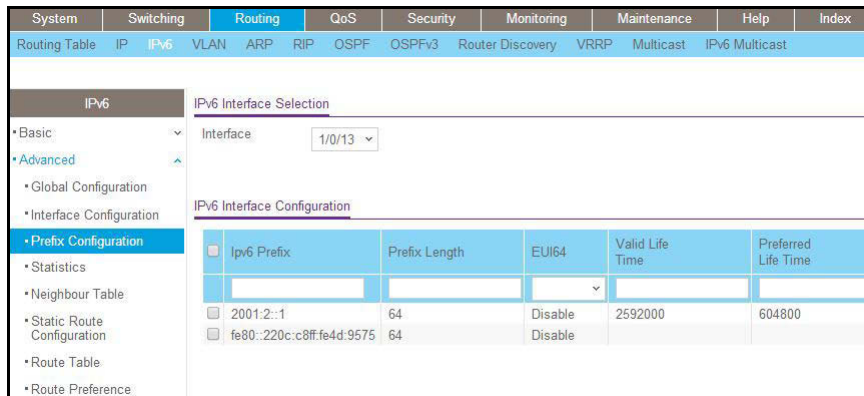 System Switching Routing QoS Security Monitoring Maintenance Help Index
Routing Table IP IPv6 VLAN ARP RIP OSPF OSPFv3 Router Discovery VRRP Multicast IPv6 Multicast
IPv6
Basic
Advanced
Global Configuration
Interface Configuration
Prefix Configuration
Statistics
Neighbour Table
Static Route
Configuration
Route Table
Route Preference
IPv6 Interface Selection
Interface 1/0/13
IPv6 Interface Configuration
Ipv6 Prefix Prefix Length EUI64 Valid Life Time Preferred Life Time
2001:2::1 64 Disable 2592000 604800
fe80::220c:c8ff:fe4d:9575 64 Disable